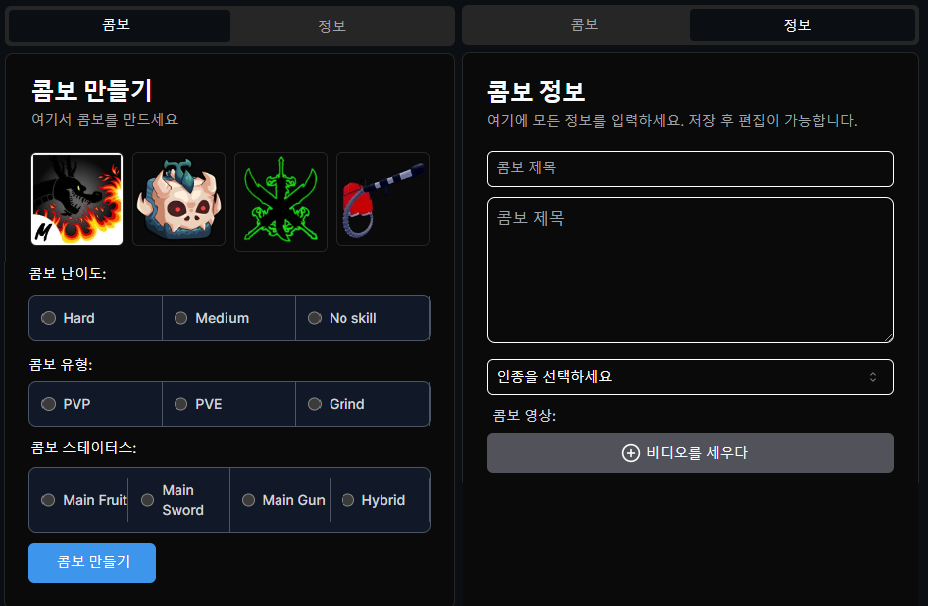 콤보
정보
콤보 만들기
여기서 콤보를 만드세요
M
콤보 난이도:
Hard
Medium
No skill
콤보 유형:
PVP
PVE
Grind
콤보 스테이터스:
Main Fruit
Main
Sword
Main Gun
Hybrid
콤보 만들기
콤보
정보
콤보 정보
여기에 모든 정보를 입력하세요. 저장 후 편집이 가능합니다.
콤보 제목
콤보 제목
인종을 선택하세요
콤보 영상:
비디오를 세우다